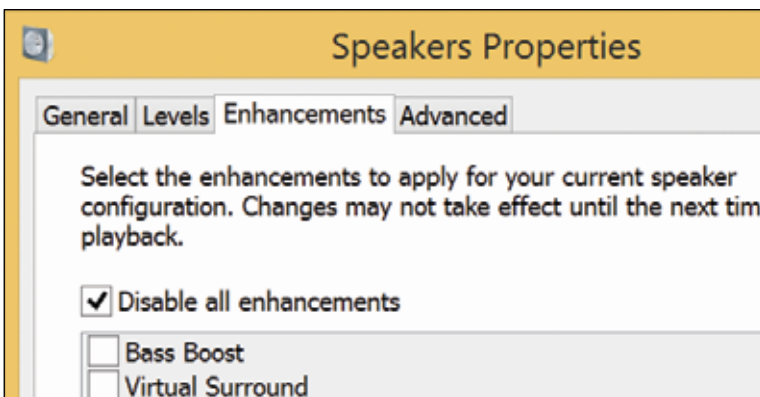 Speakers Properties
General Levels Enhancements Advanced
Select the enhancements to apply for your current speaker
configuration. Changes may not take effect until the next tim
playback.
Disable all enhancements
Bass Boost
Virtual Surround